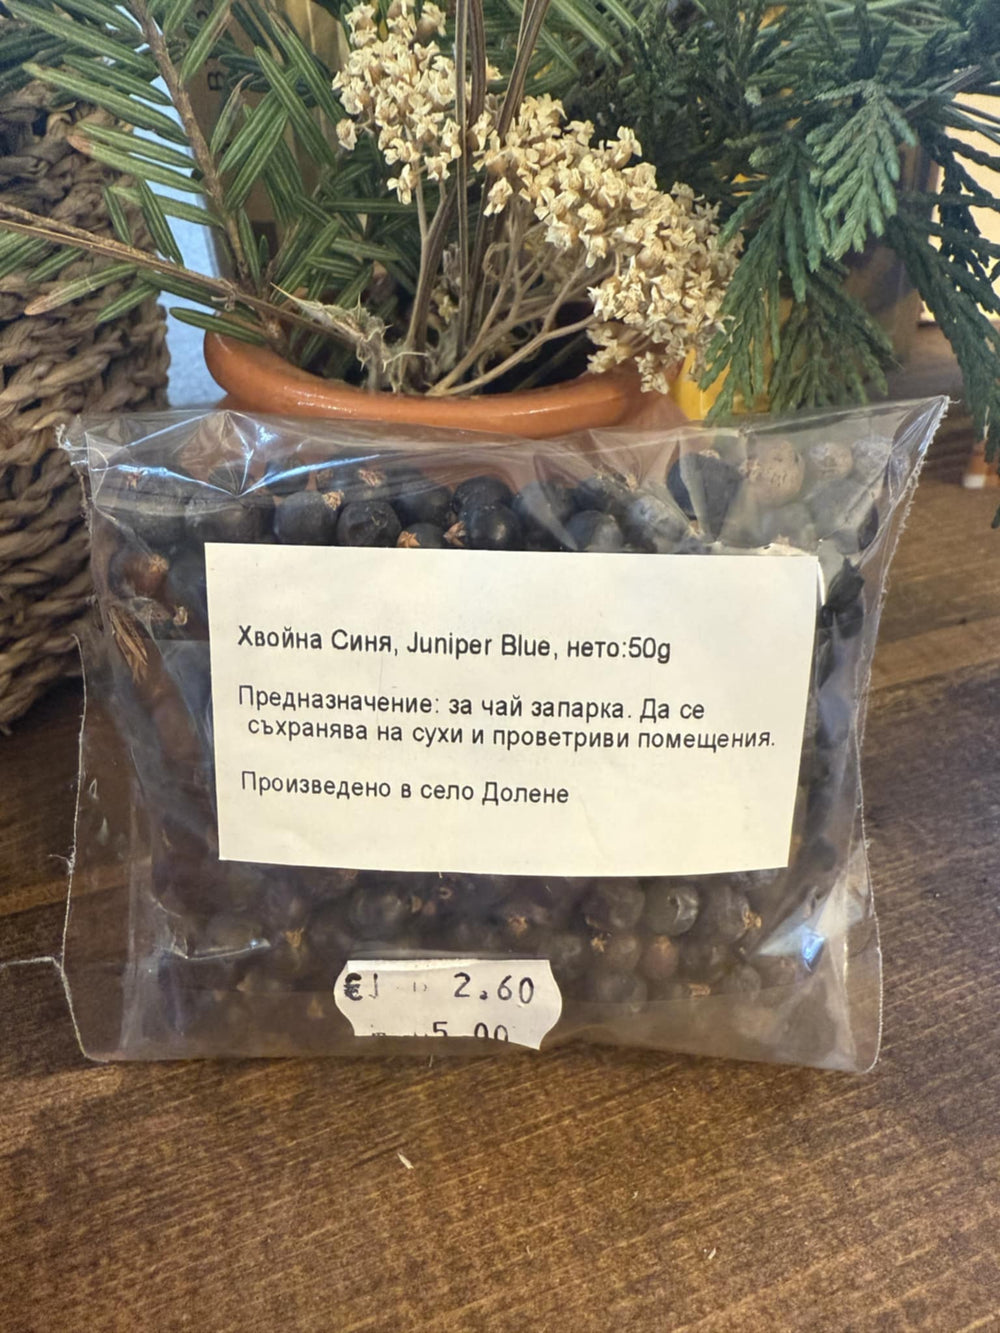 Хвойна Синя, Juniper Blue, нето:50g
Предназначение: за чай запарка. Да се
съхранява на сухи и проветриви помещения.
Произведено в село Долене
€ 2.60
5.00